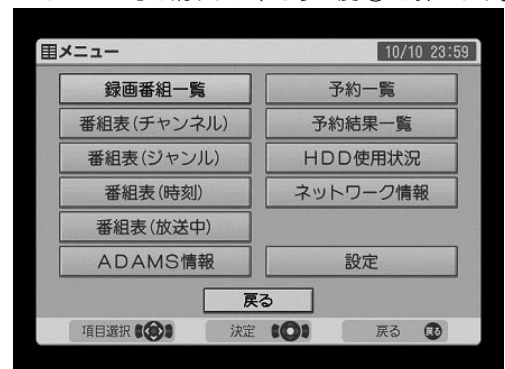 メニュー 10/10 23:59
録画番組一覧 予約一覧
番組表(チャンネル) 予約結果一覧
番組表(ジャンル) HDD使用状況
番組表(時刻) ネットワーク情報
番組表(放送中)
ADAMS情報 設定
戻る
項目選択 決定 戻る 戻る